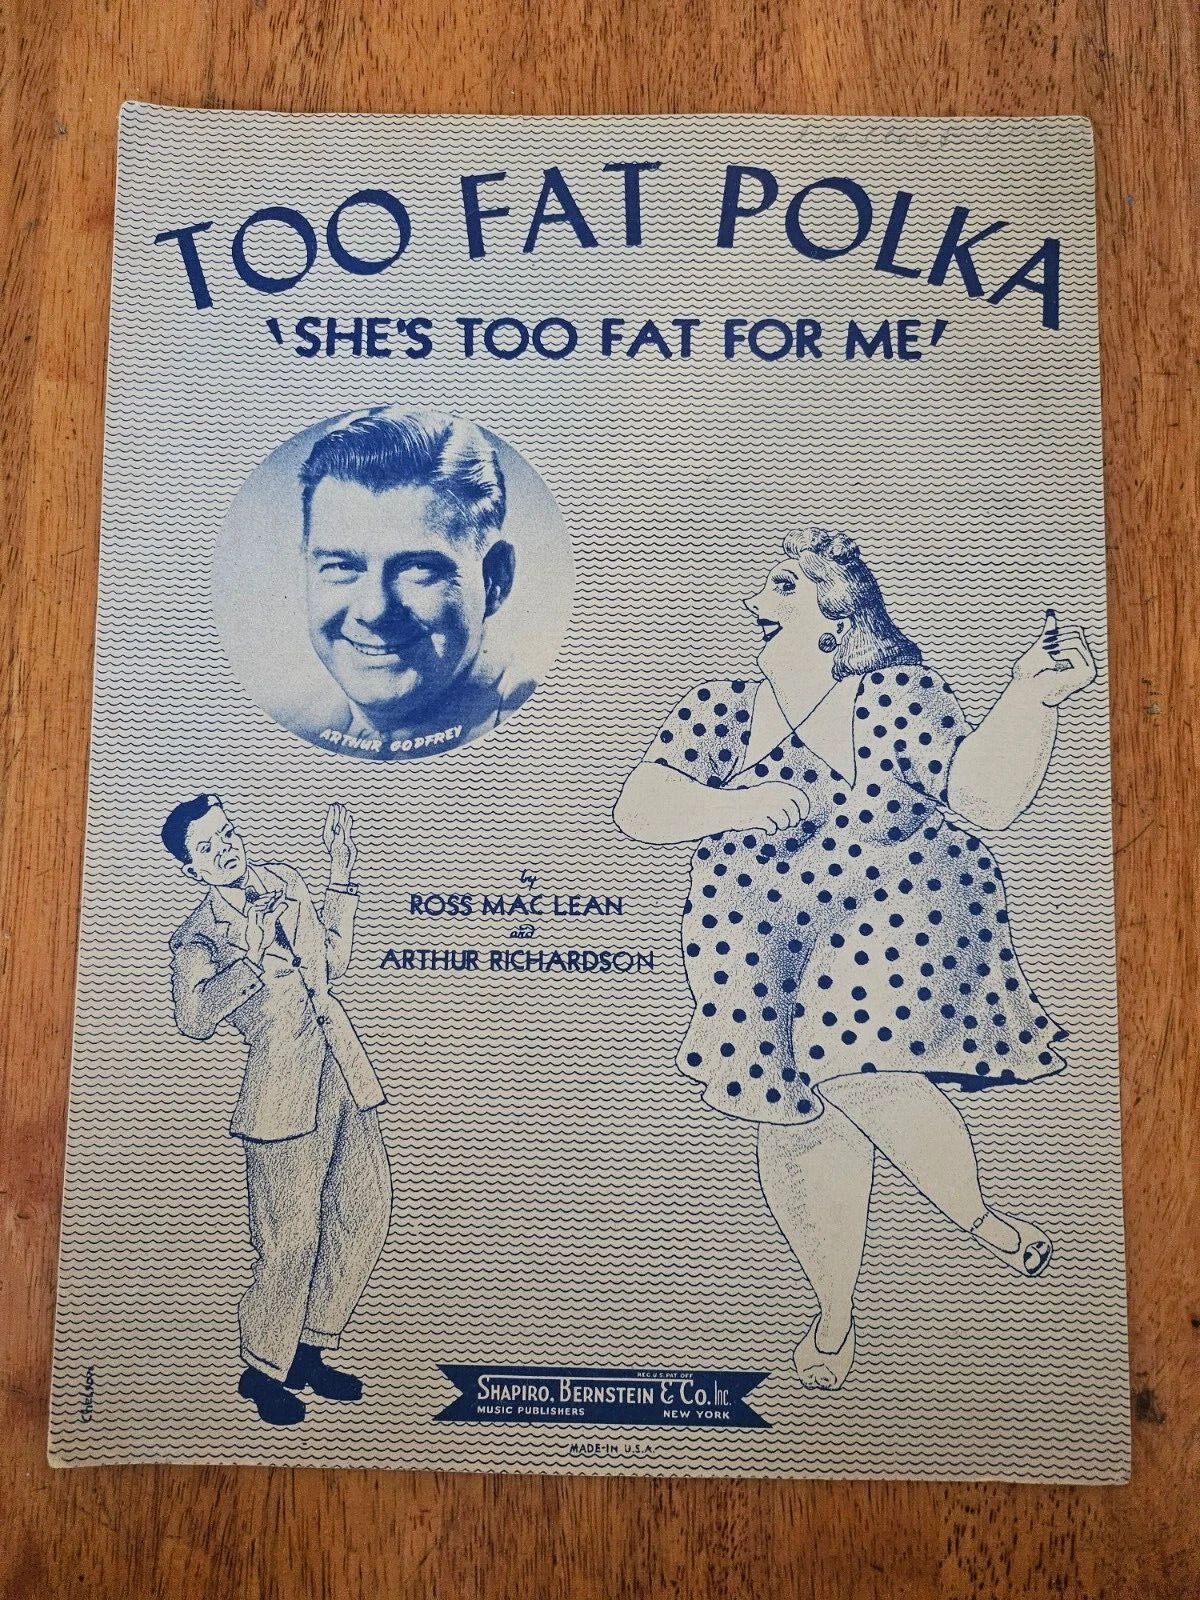 TOO FAT POLKA
'SHE'S TOO FAT FOR ME'
ARTHUR GODFREY
by
ROSS MAC LEAN
and
ARTHUR RICHARDSON
REG. U.S. PAT. OFF
SHAPIRO, BERNSTEIN & CO. Inc.
MUSIC PUBLISHERS NEW YORK
MADE IN U.S.A.